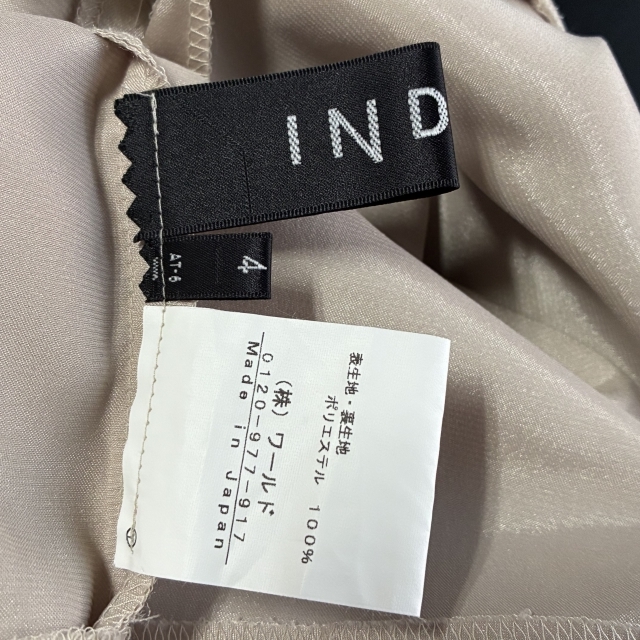 IND
4
AT-6
表生地・裏生地
ポリエステル 100%
(株) ワールド
0120-977-917
Made in Japan